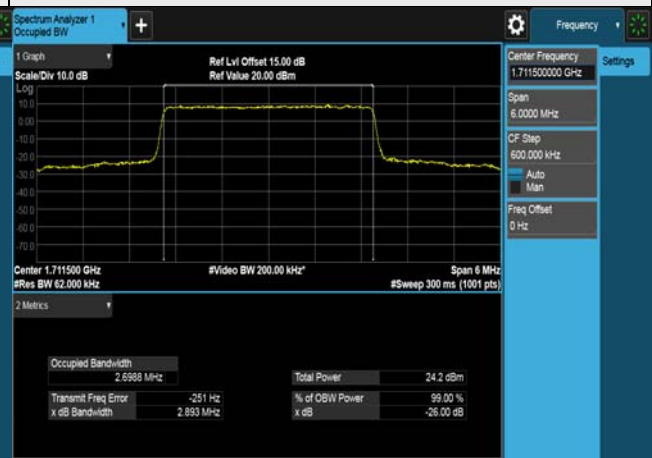 Spectrum Analyzer 1
Occupied BW
+
Frequency
1 Graph
Scale/Div 10.0 dB
Ref Lvl Offset 15.00 dB
Ref Value 20.00 dBm
Log
10.0
0.00
-10.0
-20.0
-30.0
-40.0
-50.0
-60.0
-70.0
Center 1.711500 GHz
#Res BW 62.000 kHz
#Video BW 200.00 kHz*
Span 6 MHz
#Sweep 300 ms (1001 pts)
2 Metrics
Occupied Bandwidth
2.6988 MHz
Transmit Freq Error -251 Hz
x dB Bandwidth 2.893 MHz
Total Power 24.2 dBm
% of OBW Power 99.00 %
x dB -26.00 dB
Center Frequency
1.711500000 GHz
Settings
Span
6.0000 MHz
CF Step
600.000 kHz
Auto
Man
Freq Offset
0 Hz